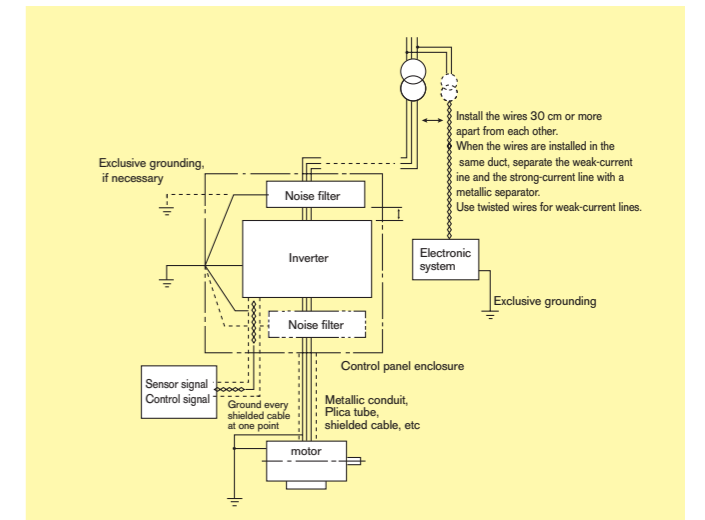 Install the wires 30 cm or more
apart from each other.
When the wires are installed in the
same duct, separate the weak-current
ine and the strong-current line with a
metallic separator.
Use twisted wires for weak-current lines.
Exclusive grounding,
if necessary
Noise filter
Inverter
Electronic
system
Exclusive grounding
Noise filter
Control panel enclosure
Sensor signal
Control signal
Ground every
shielded cable
at one point
Metallic conduit,
Plica tube,
shielded cable, etc
motor